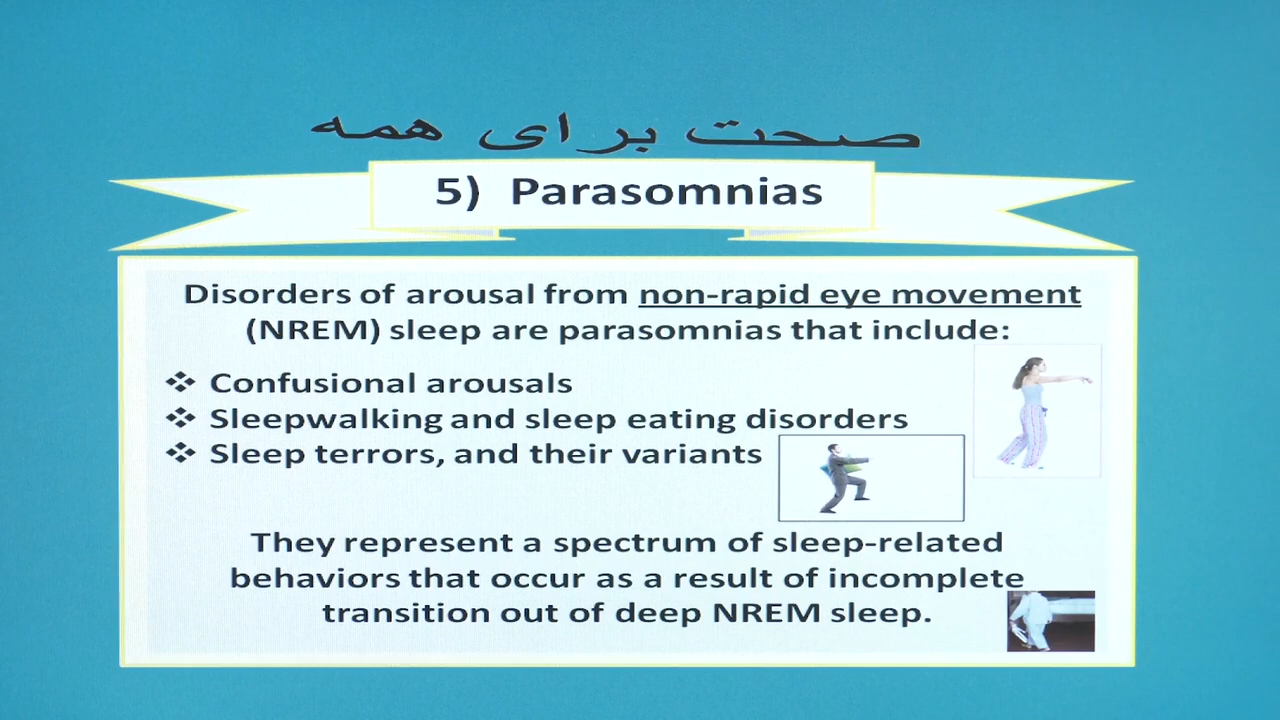 صحت برای همه
5) Parasomnias
Disorders of arousal from non-rapid eye movement
(NREM) sleep are parasomnias that include:
❖ Confusional arousals
❖ Sleepwalking and sleep eating disorders
❖ Sleep terrors, and their variants
They represent a spectrum of sleep-related
behaviors that occur as a result of incomplete
transition out of deep NREM sleep.